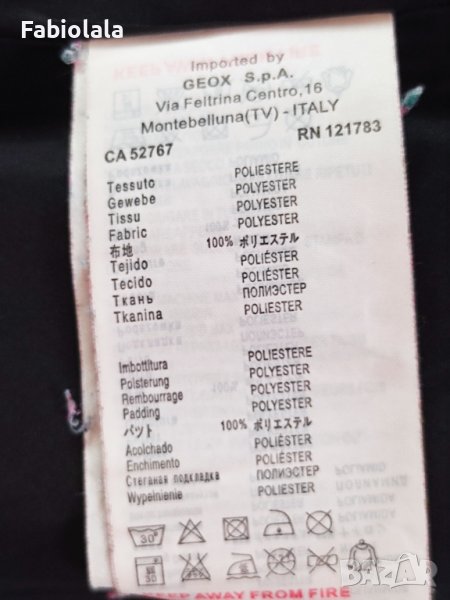 Fabiolala
Imported by
GEOX S.p.A.
Via Feltrina Centro,16
Montebelluna(TV)-ITALY
CA 52767 RN 121783
Tessuto POLIESTERE
Gewebe POLYESTER
Tissu POLYESTER
Fabric POLYESTER
布地 100% ポリエステル
Tejido POLIÉSTER
Tecido POLIÉSTER
Ткань ПОЛИЭСТЕР
Tkanina POLIESTER
Imbottitura POLIESTERE
Polsterung POLYESTER
Rembourrage POLYESTER
Padding POLYESTER
パット 100% ポリエステル
Acolchado POLIÉSTER
Enchimento POLIÉSTER
Стеганая подкладка ПОЛИЭСТЕР
Wypełnienie POLIESTER
30°
30
KEEP AWAY FROM FIRE
BAZAR